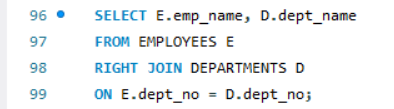 96 SELECT E.emp_name, D.dept_name
97 FROM EMPLOYEES E
98 RIGHT JOIN DEPARTMENTS D
99 ON E.dept_no = D.dept_no;